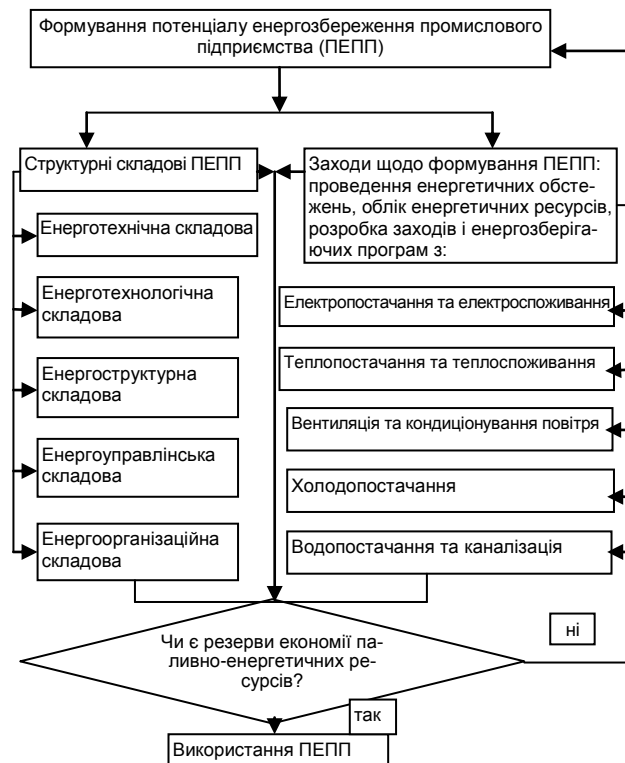 Формування потенціалу енергозбереження промислового
підприємства (ПЕПП)
Структурні складові ПЕПП
Енерготехнічна складова
Енерготехнологічна
складова
Енергоструктурна
складова
Енергоуправлінська
складова
Енергоорганізаційна
складова
Заходи щодо формування ПЕПП:
проведення енергетичних обсте-
жень, облік енергетичних ресурсів,
розробка заходів і енергозберіга-
ючих програм з:
Електропостачання та електроспоживання
Теплопостачання та теплоспоживання
Вентиляція та кондиціонування повітря
Холодопостачання
Водопостачання та каналізація
Чи є резерви економії па-
ливно-енергетичних ре-
сурсів?
ні
так
Використання ПЕПП